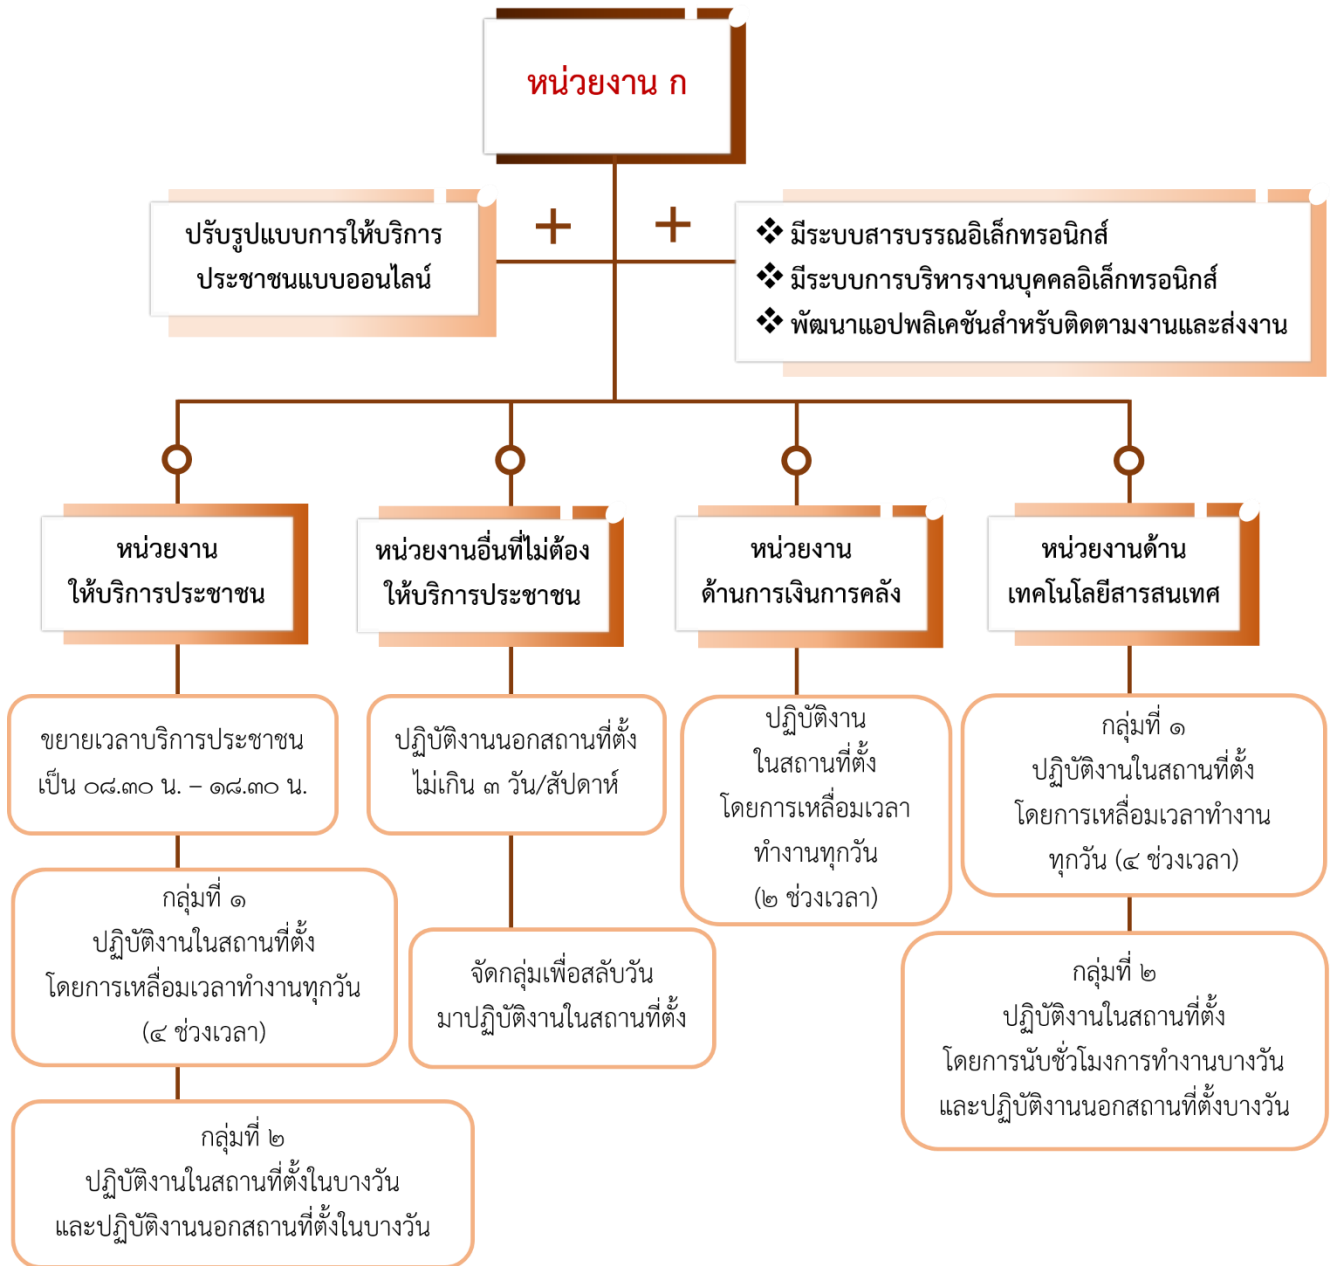 หน่วยงาน ก
ปรับรูปแบบการให้บริการ
ประชาชนแบบออนไลน์
❖ มีระบบสารบรรณอิเล็กทรอนิกส์
❖ มีระบบการบริหารงานบุคคลอิเล็กทรอนิกส์
❖ พัฒนาแอปพลิเคชันสำหรับติดตามงานและส่งงาน
หน่วยงาน
ให้บริการประชาชน
ขยายเวลาบริการประชาชน
เป็น ๐๘.๓๐ น. – ๑๘.๓๐ น.
กลุ่มที่ ๑
ปฏิบัติงานในสถานที่ตั้ง
โดยการเหลื่อมเวลาทำงานทุกวัน
(๔ ช่วงเวลา)
กลุ่มที่ ๒
ปฏิบัติงานในสถานที่ตั้งในบางวัน
และปฏิบัติงานนอกสถานที่ตั้งในบางวัน
หน่วยงานอื่นที่ไม่ต้อง
ให้บริการประชาชน
ปฏิบัติงานนอกสถานที่ตั้ง
ไม่เกิน ๓ วัน/สัปดาห์
จัดกลุ่มเพื่อสลับวัน
มาปฏิบัติงานในสถานที่ตั้ง
หน่วยงาน
ด้านการเงินการคลัง
ปฏิบัติงาน
ในสถานที่ตั้ง
โดยการเหลื่อมเวลา
ทำงานทุกวัน
(๒ ช่วงเวลา)
หน่วยงานด้าน
เทคโนโลยีสารสนเทศ
กลุ่มที่ ๑
ปฏิบัติงานในสถานที่ตั้ง
โดยการเหลื่อมเวลาทำงาน
ทุกวัน (๔ ช่วงเวลา)
กลุ่มที่ ๒
ปฏิบัติงานในสถานที่ตั้ง
โดยการนับชั่วโมงการทำงานบางวัน
และปฏิบัติงานนอกสถานที่ตั้งบางวัน